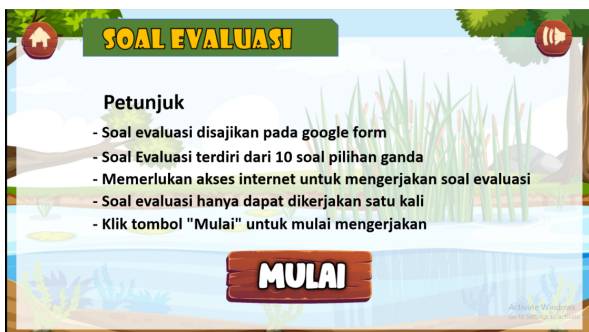 SOAL EVALUASI
Petunjuk
- Soal evaluasi disajikan pada google form
- Soal Evaluasi terdiri dari 10 soal pilihan ganda
- Memerlukan akses internet untuk mengerjakan soal evaluasi
- Soal evaluasi hanya dapat dikerjakan satu kali
- Klik tombol "Mulai" untuk mulai mengerjakan
MULAI
Activate Windows